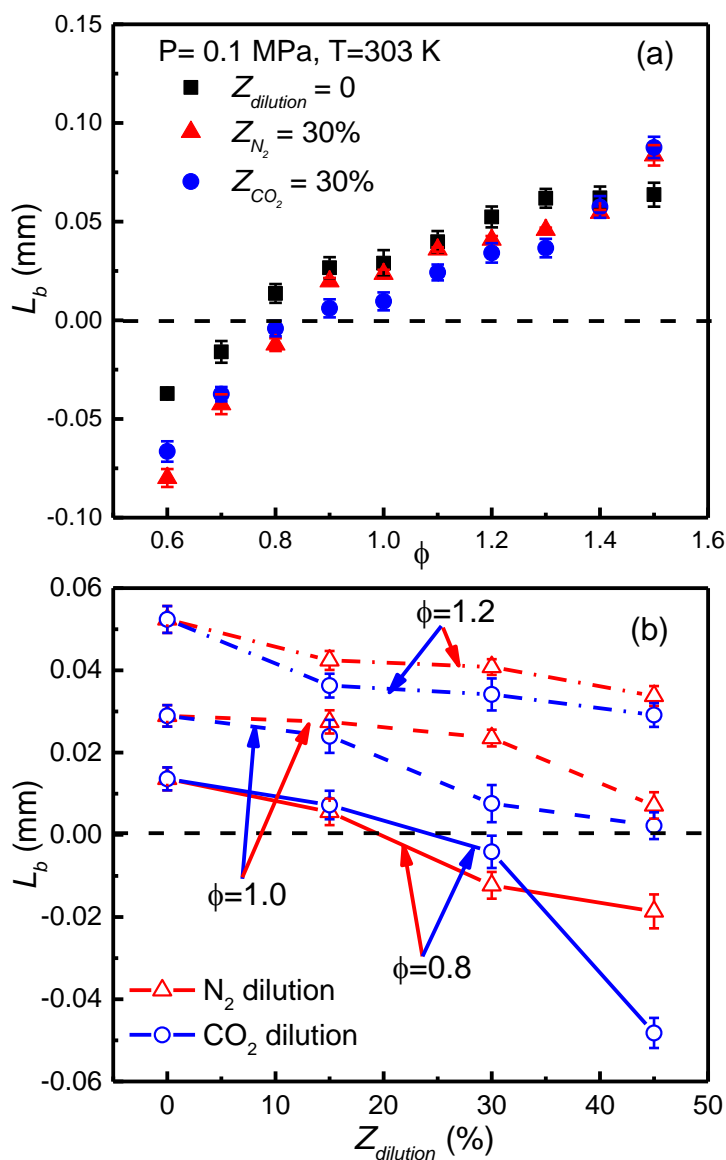 P= 0.1 MPa, T=303 K
(a)
Z_dilution = 0
Z_N₂ = 30%
Z_CO₂ = 30%
0.15
0.10
0.05
0.00
-0.05
-0.10
L_b (mm)
0.6 0.8 1.0 1.2 1.4 1.6
ϕ
(b)
ϕ=1.2
ϕ=1.0
ϕ=0.8
N₂ dilution
CO₂ dilution
0.06
0.04
0.02
0.00
-0.02
-0.04
-0.06
L_b (mm)
0 10 20 30 40 50
Z_dilution (%)